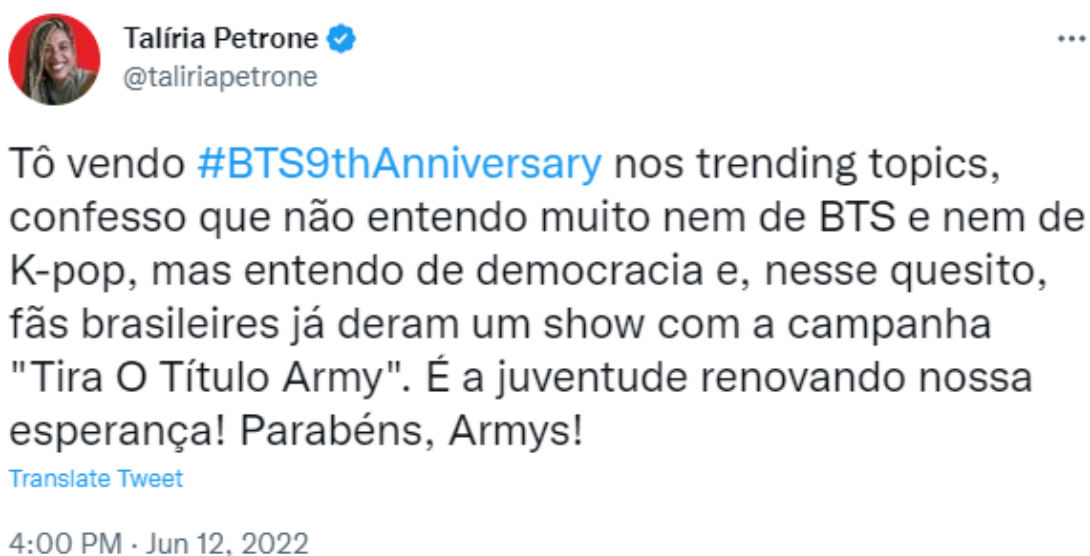 Talíria Petrone
@taliriapetrone
Tô vendo #BTS9thAnniversary nos trending topics,
confesso que não entendo muito nem de BTS e nem de
K-pop, mas entendo de democracia e, nesse quesito,
fãs brasileires já deram um show com a campanha
"Tira O Título Army". É a juventude renovando nossa
esperança! Parabéns, Armys!
Translate Tweet
4:00 PM · Jun 12, 2022